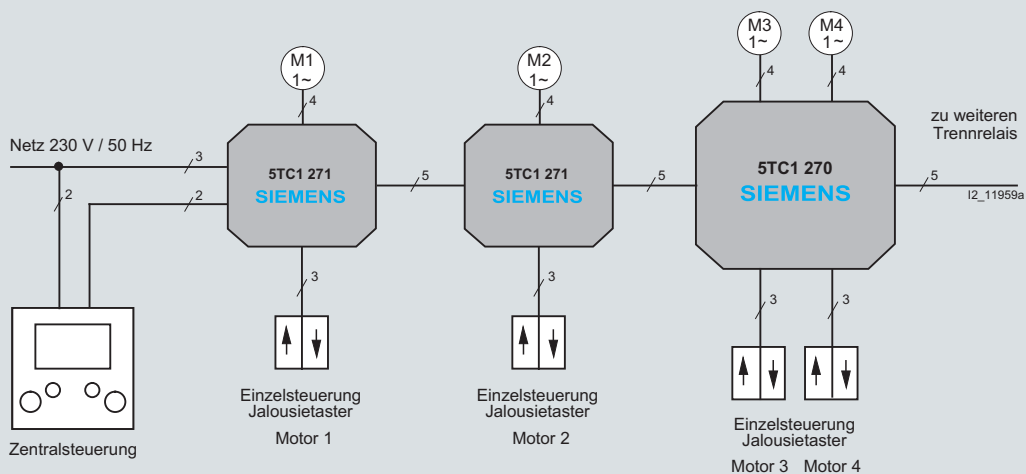 M1
1~
M2
1~
M3
1~
M4
1~
4
4
4
4
zu weiteren
Trennrelais
Netz 230 V / 50 Hz
3
5TC1 271
SIEMENS
5
5TC1 271
SIEMENS
5
5TC1 270
SIEMENS
5
I2_11959a
2
2
3
3
3
3
Einzelsteuerung
Jalousietaster
Motor 1
Einzelsteuerung
Jalousietaster
Motor 2
Einzelsteuerung
Jalousietaster
Motor 3 Motor 4
Zentralsteuerung